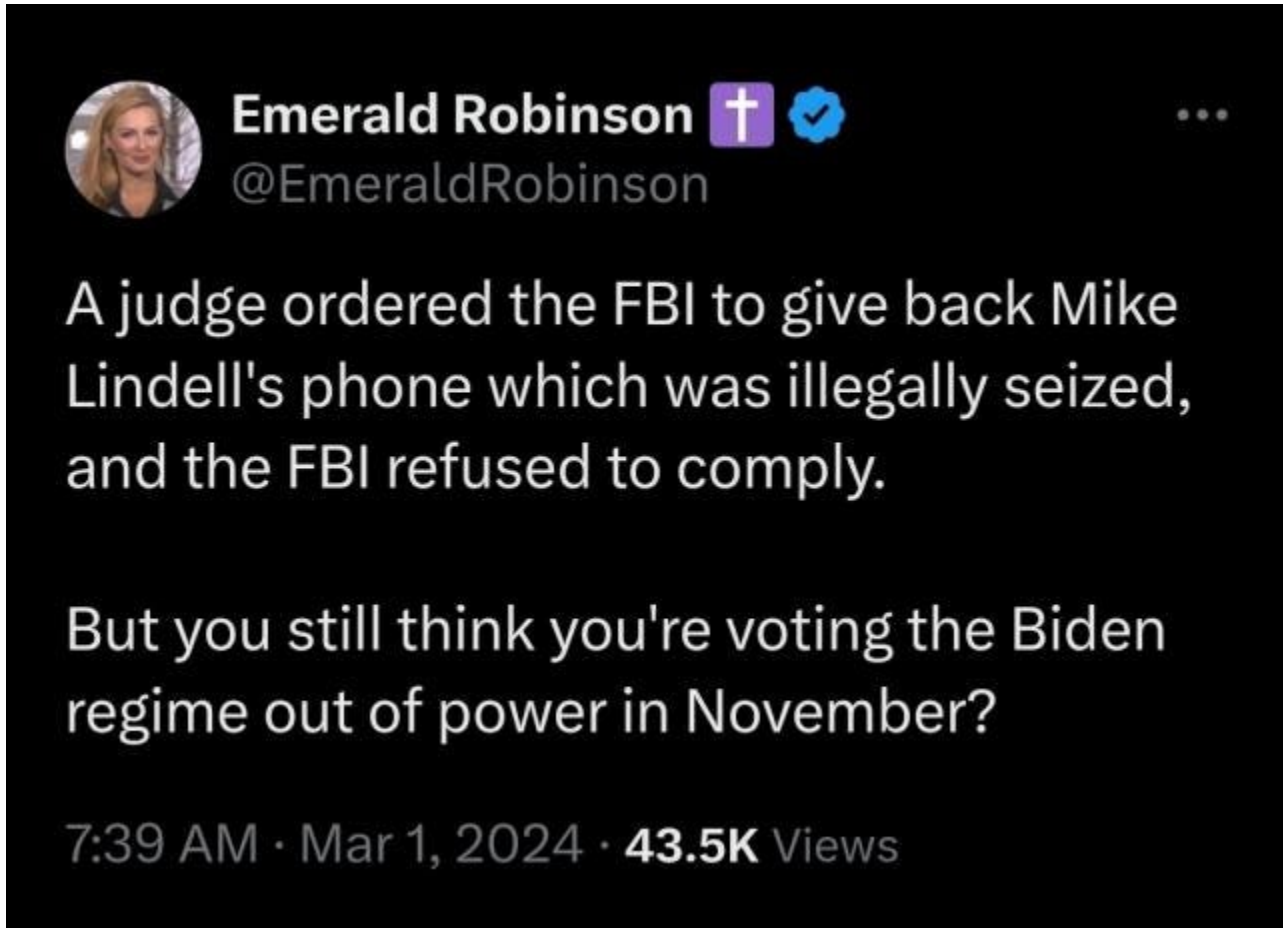 Emerald Robinson ✝️
@EmeraldRobinson
A judge ordered the FBI to give back Mike
Lindell's phone which was illegally seized,
and the FBI refused to comply.
But you still think you're voting the Biden
regime out of power in November?
7:39 AM · Mar 1, 2024 · 43.5K Views